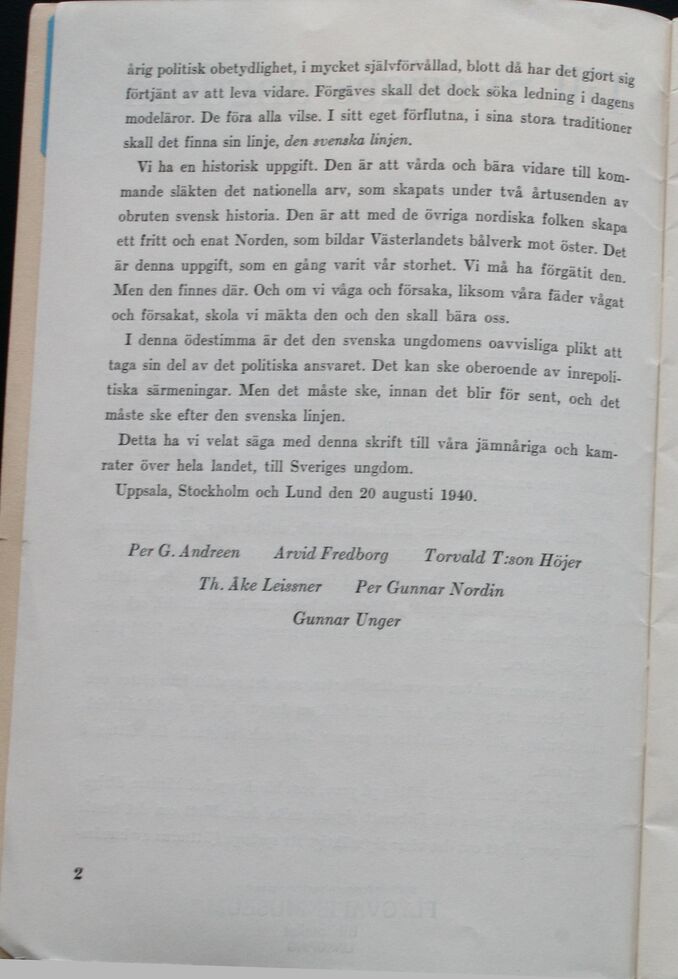 årig politisk obetydlighet, i mycket självförvållad, blott då har det gjort sig
förtjänt av att leva vidare. Förgäves skall det dock söka ledning i dagens
modeläror. De föra alla vilse. I sitt eget förflutna, i sina stora traditioner
skall det finna sin linje, den svenska linjen.
Vi ha en historisk uppgift. Den är att vårda och bära vidare till kom-
mande släkten det nationella arv, som skapats under två årtusenden av
obruten svensk historia. Den är att med de övriga nordiska folken skapa
ett fritt och enat Norden, som bildar Västerlandets bålverk mot öster. Det
är denna uppgift, som en gång varit vår storhet. Vi må ha förgätit den.
Men den finnes där. Och om vi våga och försaka, liksom våra fäder vågat
och försakat, skola vi mäkta den och den skall bära oss.
I denna ödestimma är det den svenska ungdomens oavvisliga plikt att
taga sin del av det politiska ansvaret. Det kan ske oberoende av inrepoli-
tiska särmeningar. Men det måste ske, innan det blir för sent, och det
måste ske efter den svenska linjen.
Detta ha vi velat säga med denna skrift till våra jämnåriga och kam-
rater över hela landet, till Sveriges ungdom.
Uppsala, Stockholm och Lund den 20 augusti 1940.
Per G. Andreen Arvid Fredborg Torvald T:son Höjer
Th. Åke Leissner Per Gunnar Nordin
Gunnar Unger
2